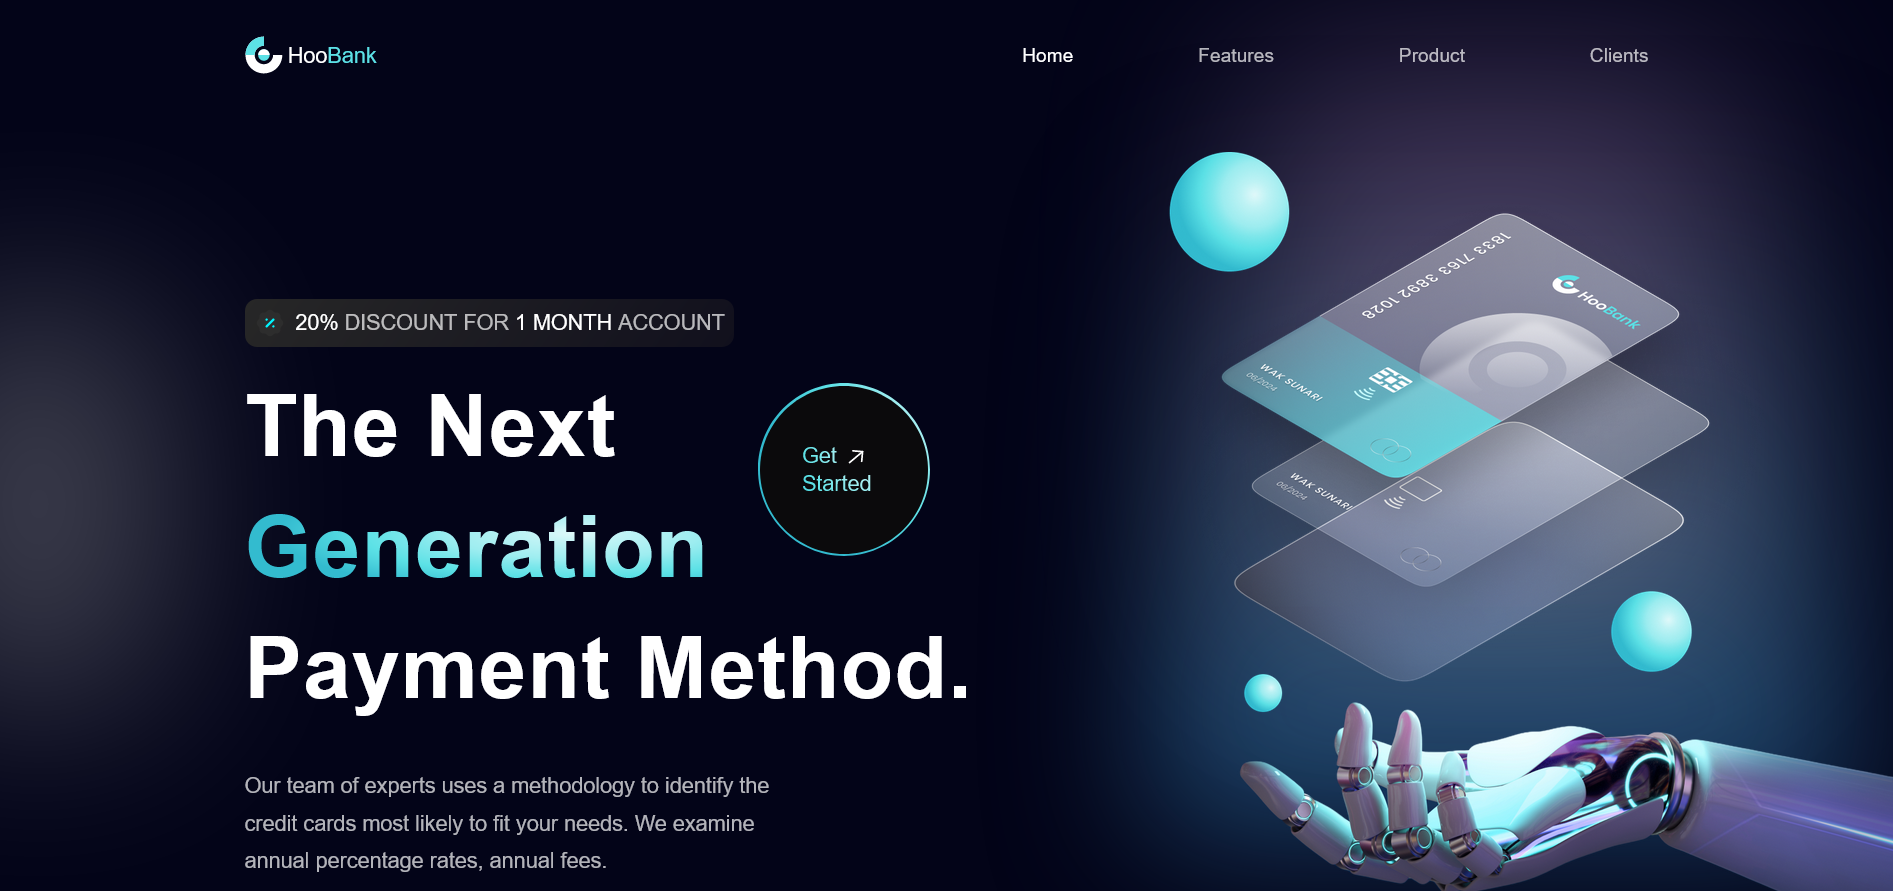 HooBank
Home
Features
Product
Clients
20% DISCOUNT FOR 1 MONTH ACCOUNT
The Next
Generation
Payment Method.
Get
Started
Our team of experts uses a methodology to identify the
credit cards most likely to fit your needs. We examine
annual percentage rates, annual fees.
1833 7163 3892 1028
HooBank
WAK SUNARI
06/2024
WAK SUNARI
06/2024